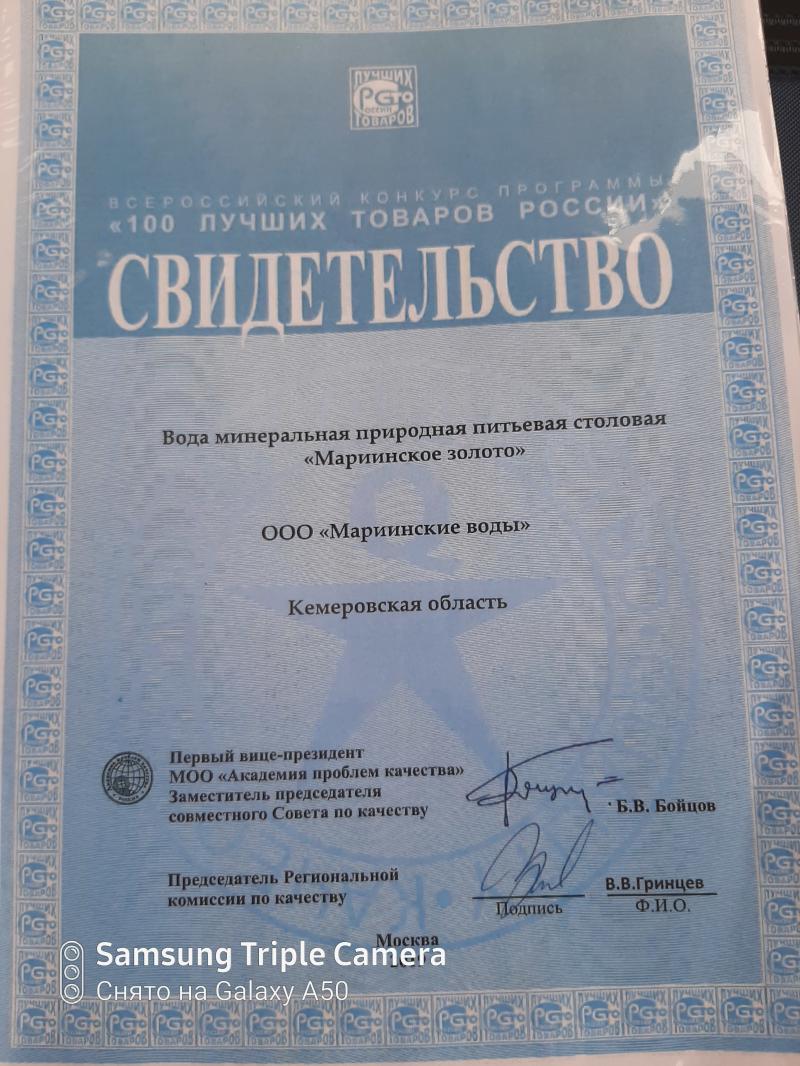 ЛУЧШИХ
PGTO
РОССИИ
ТОВАРОВ
ВСЕРОССИЙСКИЙ КОНКУРС ПРОГРАММЫ
«100 ЛУЧШИХ ТОВАРОВ РОССИИ»
СВИДЕТЕЛЬСТВО
Вода минеральная природная питьевая столовая
«Мариинское золото»
ООО «Мариинские воды»
Кемеровская область
Первый вице-президент
МОО «Академия проблем качества»
Заместитель председателя
совместного Совета по качеству
Б.В. Бойцов
Председатель Региональной
комиссии по качеству
В.В.Гринцев
Подпись
Ф.И.О.
Москва
Samsung Triple Camera
Снято на Galaxy A50